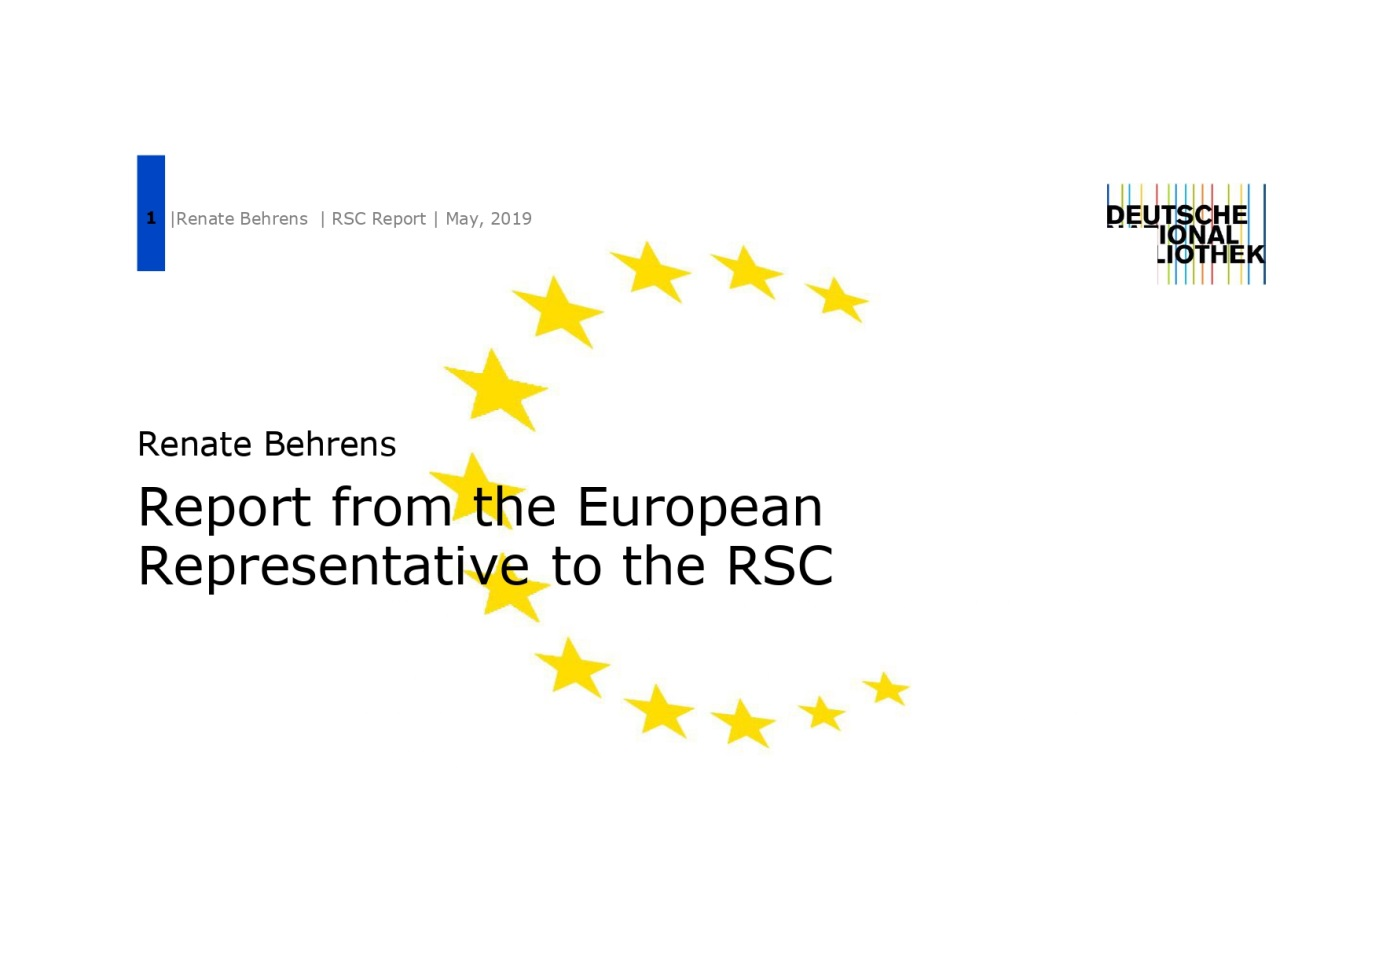 1 |Renate Behrens | RSC Report | May, 2019
DEUTSCHE
IONAL
LIOTHEK
Renate Behrens
Report from the European
Representative to the RSC